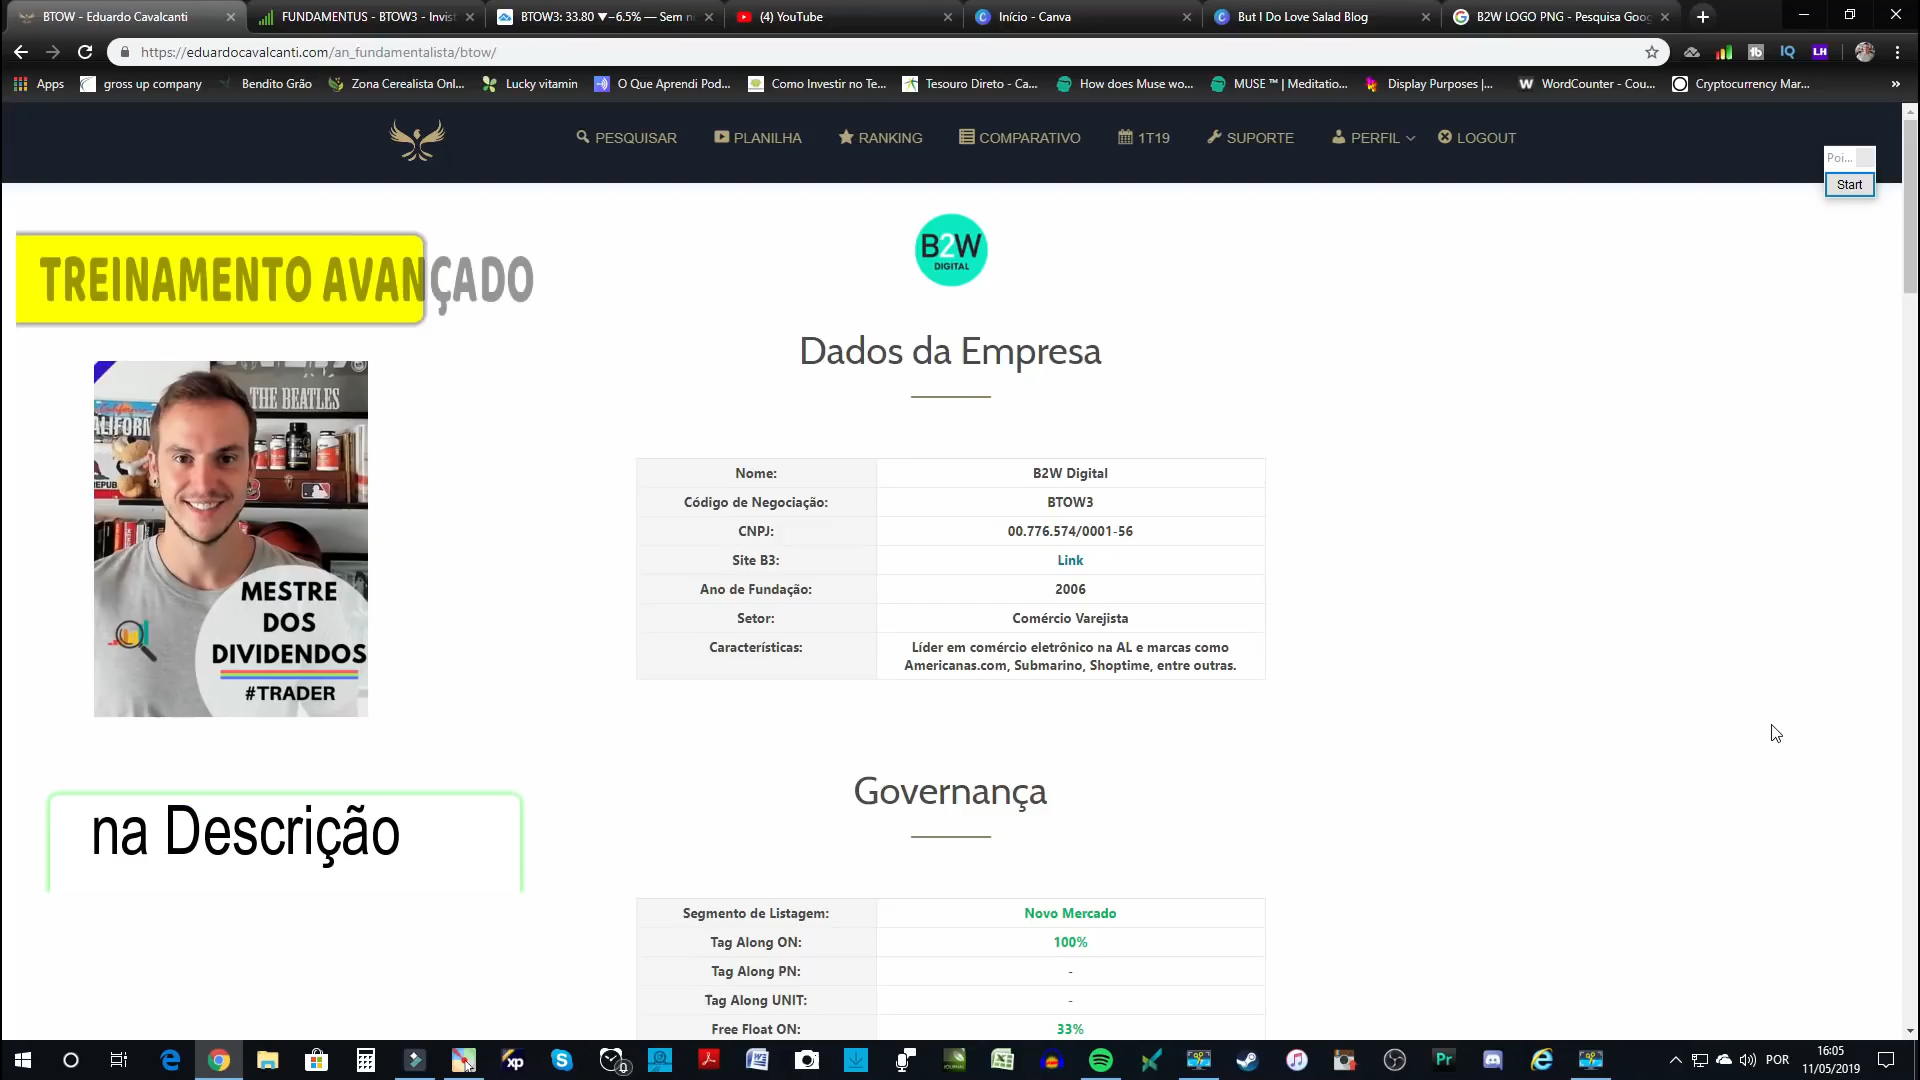 BTOW - Eduardo Cavalcanti
FUNDAMENTUS - BTOW3 - Invist
BTOW3: 33.80 ▼−6.5% — Sem n
(4) YouTube
Início - Canva
But I Do Love Salad Blog
B2W LOGO PNG - Pesquisa Goog
https://eduardocavalcanti.com/an_fundamentalista/btow/
Apps
gross up company
Bendito Grão
Zona Cerealista Onl...
Lucky vitamin
O Que Aprendi Pod...
Como Investir no Te...
Tesouro Direto - Ca...
How does Muse wo...
MUSE ™ | Meditatio...
Display Purposes |...
WordCounter - Cou...
Cryptocurrency Mar...
PESQUISAR
PLANILHA
RANKING
COMPARATIVO
1T19
SUPORTE
PERFIL
LOGOUT
Poi...
Start
TREINAMENTO AVANÇADO
B2W
DIGITAL
Dados da Empresa
THE BEATLES
MESTRE
DOS
DIVIDENDOS
#TRADER
Nome: B2W Digital
Código de Negociação: BTOW3
CNPJ: 00.776.574/0001-56
Site B3: Link
Ano de Fundação: 2006
Setor: Comércio Varejista
Características: Líder em comércio eletrônico na AL e marcas como
Americanas.com, Submarino, Shoptime, entre outras.
na Descrição
Governança
Segmento de Listagem: Novo Mercado
Tag Along ON: 100%
Tag Along PN: -
Tag Along UNIT: -
Free Float ON: 33%
POR
16:05
11/05/2019